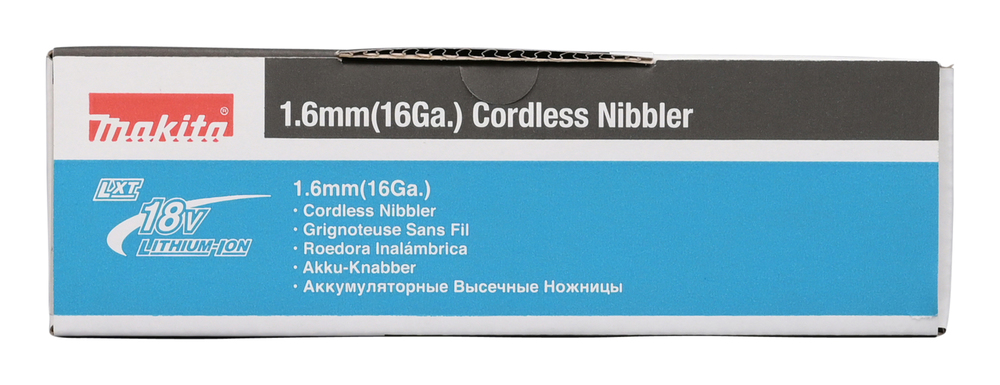 makita®
1.6mm(16Ga.) Cordless Nibbler
LXT
18V
LITHIUM-ION
1.6mm(16Ga.)
· Cordless Nibbler
· Grignoteuse Sans Fil
· Roedora Inalámbrica
· Akku-Knabber
· Аккумуляторные Высечные Ножницы